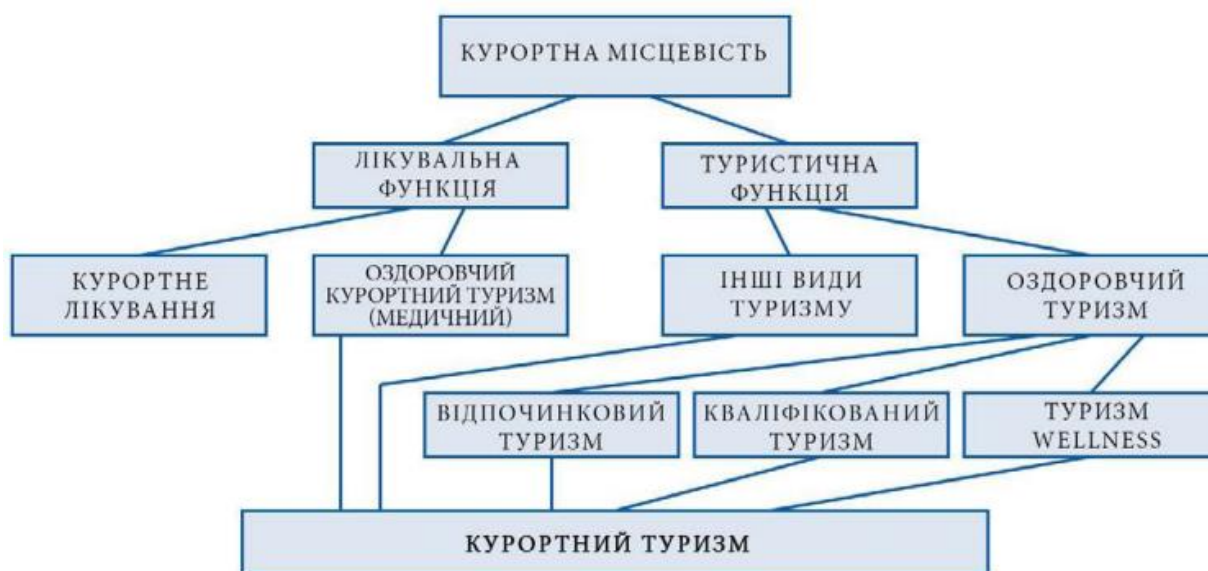 КУРОРТНА МІСЦЕВІСТЬ
ЛІКУВАЛЬНА
ФУНКЦІЯ
ТУРИСТИЧНА
ФУНКЦІЯ
КУРОРТНЕ
ЛІКУВАННЯ
ОЗДОРОВЧИЙ
КУРОРТНИЙ ТУРИЗМ
(МЕДИЧНИЙ)
ІНШІ ВИДИ
ТУРИЗМУ
ОЗДОРОВЧИЙ
ТУРИЗМ
ВІДПОЧИНКОВИЙ
ТУРИЗМ
КВАЛІФІКОВАНИЙ
ТУРИЗМ
ТУРИЗМ
WELLNESS
КУРОРТНИЙ ТУРИЗМ